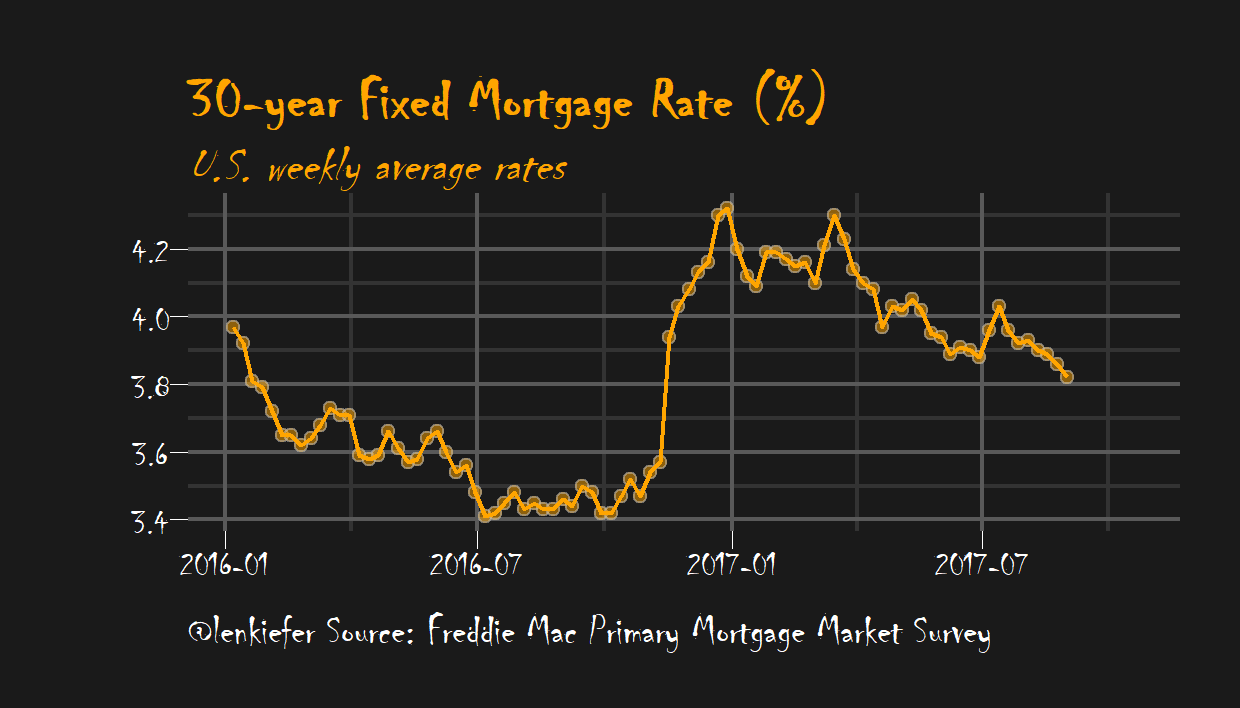 30-year Fixed Mortgage Rate (%)
U.S. weekly average rates
4.2
4.0
3.8
3.6
3.4
2016-01 2016-07 2017-01 2017-07
@lenkiefer Source: Freddie Mac Primary Mortgage Market Survey